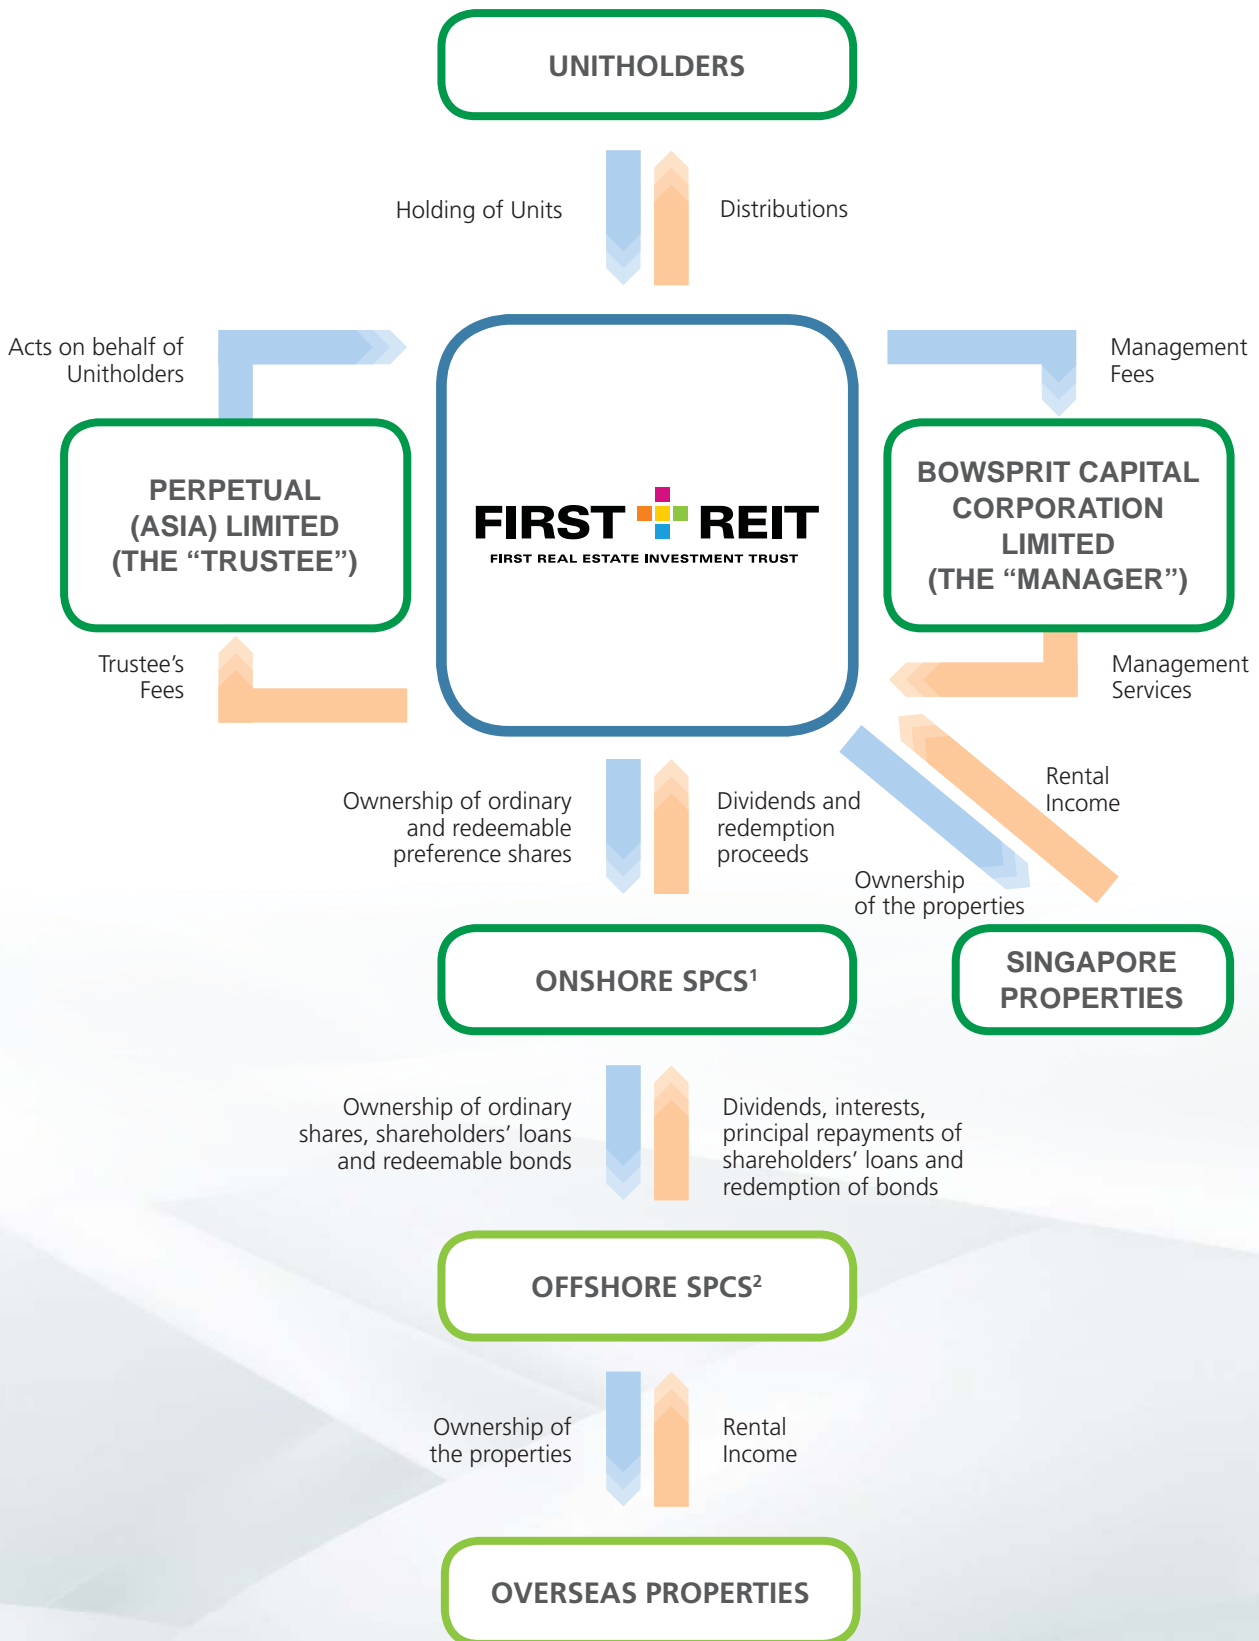 UNITHOLDERS
Holding of Units
Distributions
Acts on behalf of
Unitholders
Management
Fees
PERPETUAL
(ASIA) LIMITED
(THE “TRUSTEE”)
FIRST REIT
FIRST REAL ESTATE INVESTMENT TRUST
BOWSPRIT CAPITAL
CORPORATION
LIMITED
(THE “MANAGER”)
Trustee’s
Fees
Management
Services
Ownership of ordinary
and redeemable
preference shares
Dividends and
redemption
proceeds
Rental
Income
Ownership
of the properties
ONSHORE SPCS¹
SINGAPORE
PROPERTIES
Ownership of ordinary
shares, shareholders’ loans
and redeemable bonds
Dividends, interests,
principal repayments of
shareholders’ loans and
redemption of bonds
OFFSHORE SPCS²
Ownership of
the properties
Rental
Income
OVERSEAS PROPERTIES